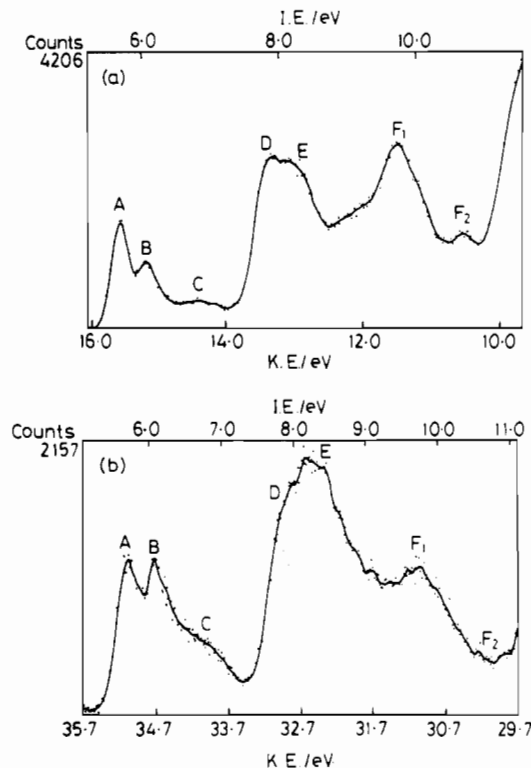 I.E./eV
Counts 6·0 8·0 10·0
4206
(a)
A B C D E F₁ F₂
16·0 14·0 12·0 10·0
K.E./eV
I.E./eV
Counts 6·0 7·0 8·0 9·0 10·0 11·0
2157
(b)
A B C D E F₁ F₂
35·7 34·7 33·7 32·7 31·7 30·7 29·7
K E./eV